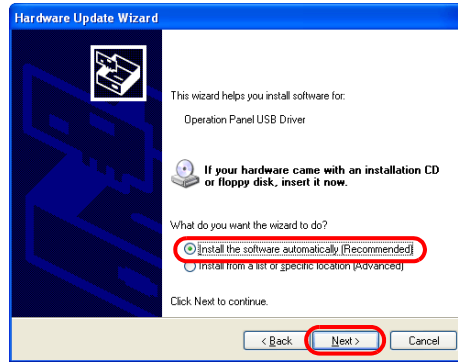 Hardware Update Wizard
This wizard helps you install software for:
Operation Panel USB Driver
If your hardware came with an installation CD
or floppy disk, insert it now.
What do you want the wizard to do?
Install the software automatically (Recommended)
Install from a list or specific location (Advanced)
Click Next to continue.
< Back
Next >
Cancel